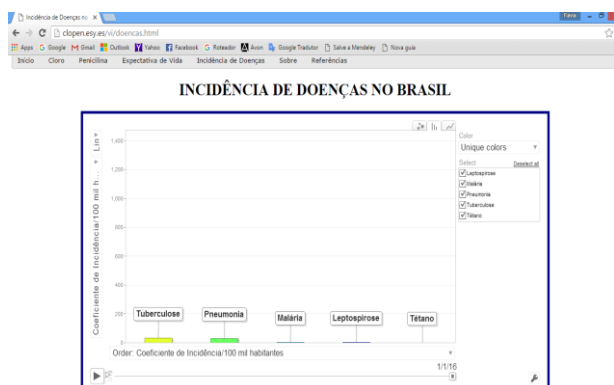 Incidência de Doenças no
clopen.esy.es/vi/doencas.html
Apps Google Gmail Outlook Yahoo Facebook Roteador Avon Google Tradutor Salve a Mendeley Nova guia
Início Cloro Penicilina Expectativa de Vida Incidência de Doenças Sobre Referências
INCIDÊNCIA DE DOENÇAS NO BRASIL
Lin
Coeficiente de Incidência/100 mil h...
1,400
1,200
1,000
800
600
400
200
0
Tuberculose Pneumonia Malária Leptospirose Tétano
Order: Coeficiente de Incidência/100 mil habitantes
1/1/16
Color
Unique colors
Select Deselect all
Leptospirose
Malária
Pneumonia
Tuberculose
Tétano